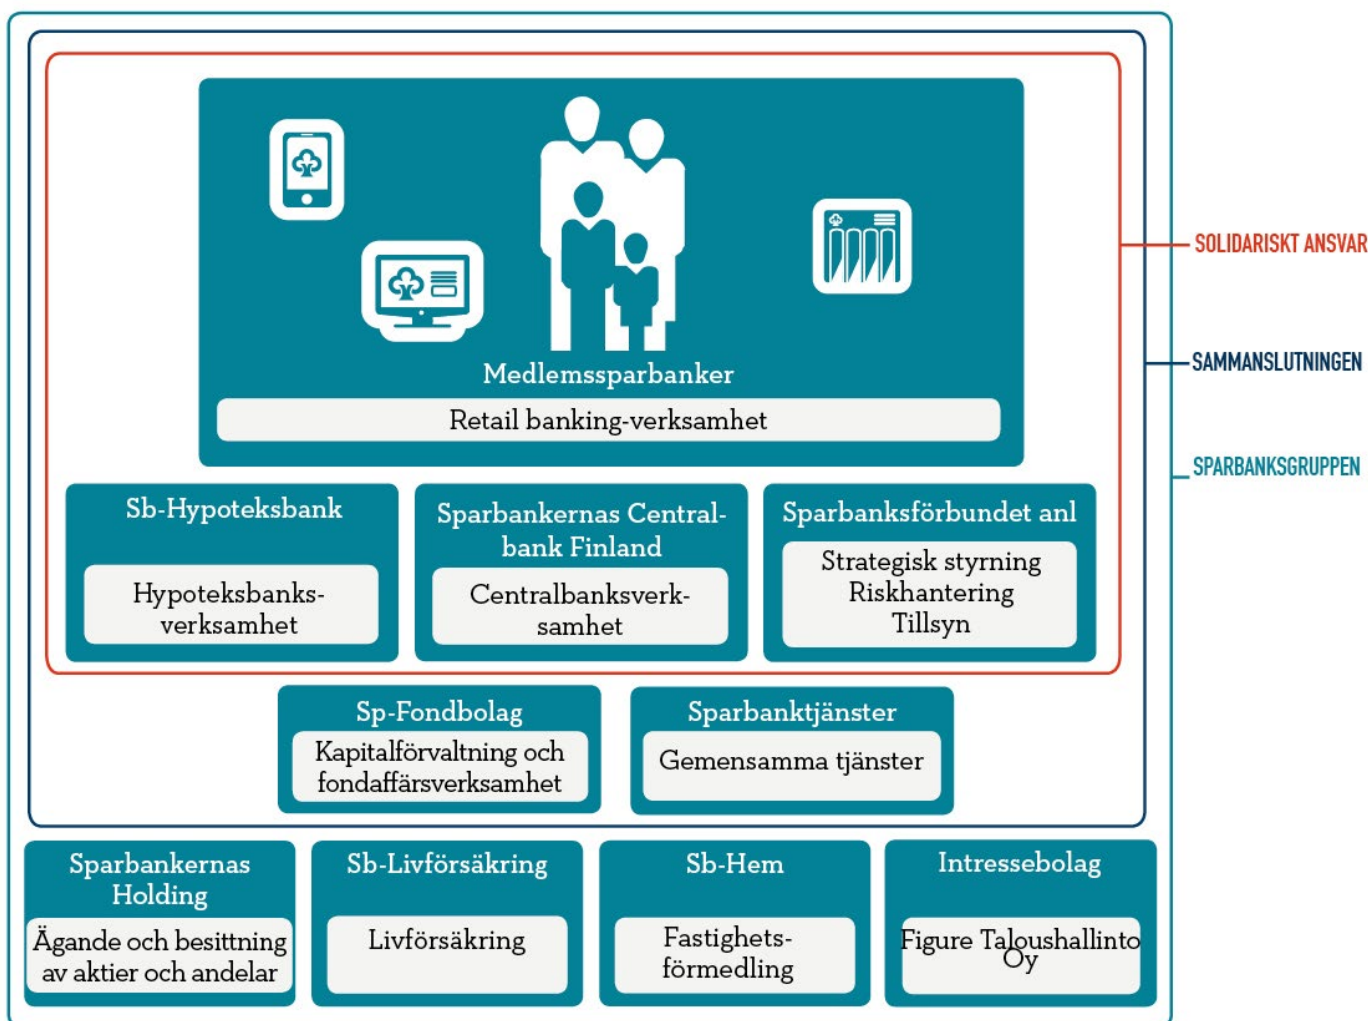 SOLIDARISKT ANSVAR
SAMMANSLUTNINGEN
SPARBANKSGRUPPEN
Medlemssparbanker
Retail banking-verksamhet
Sb-Hypoteksbank
Hypoteksbanks-
verksamhet
Sparbankernas Central-
bank Finland
Centralbanksverk-
samhet
Sparbanksförbundet anl
Strategisk styrning
Riskhantering
Tillsyn
Sp-Fondbolag
Kapitalförvaltning och
fondaffärsverksamhet
Sparbanktjänster
Gemensamma tjänster
Sparbankernas
Holding
Ägande och besittning
av aktier och andelar
Sb-Livförsäkring
Livförsäkring
Sb-Hem
Fastighets-
förmedling
Intressebolag
Figure Taloushallinto
Oy